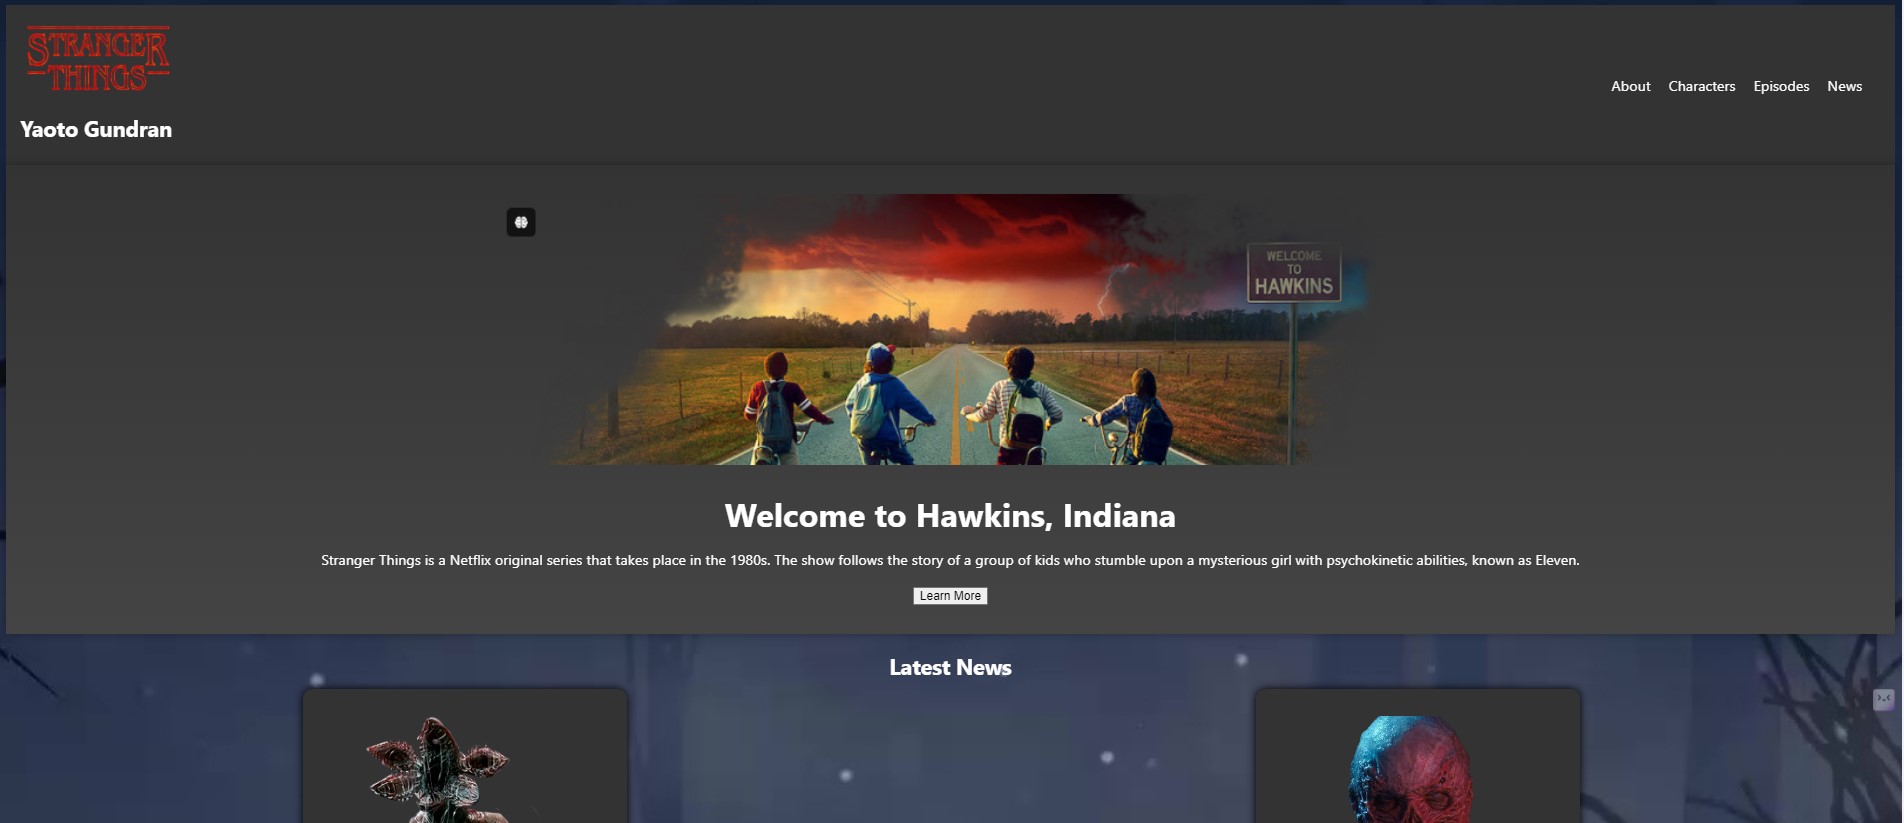 STRANGER
THINGS
Yaoto Gundran
About Characters Episodes News
WELCOME
TO
HAWKINS
Welcome to Hawkins, Indiana
Stranger Things is a Netflix original series that takes place in the 1980s. The show follows the story of a group of kids who stumble upon a mysterious girl with psychokinetic abilities, known as Eleven.
Learn More
Latest News